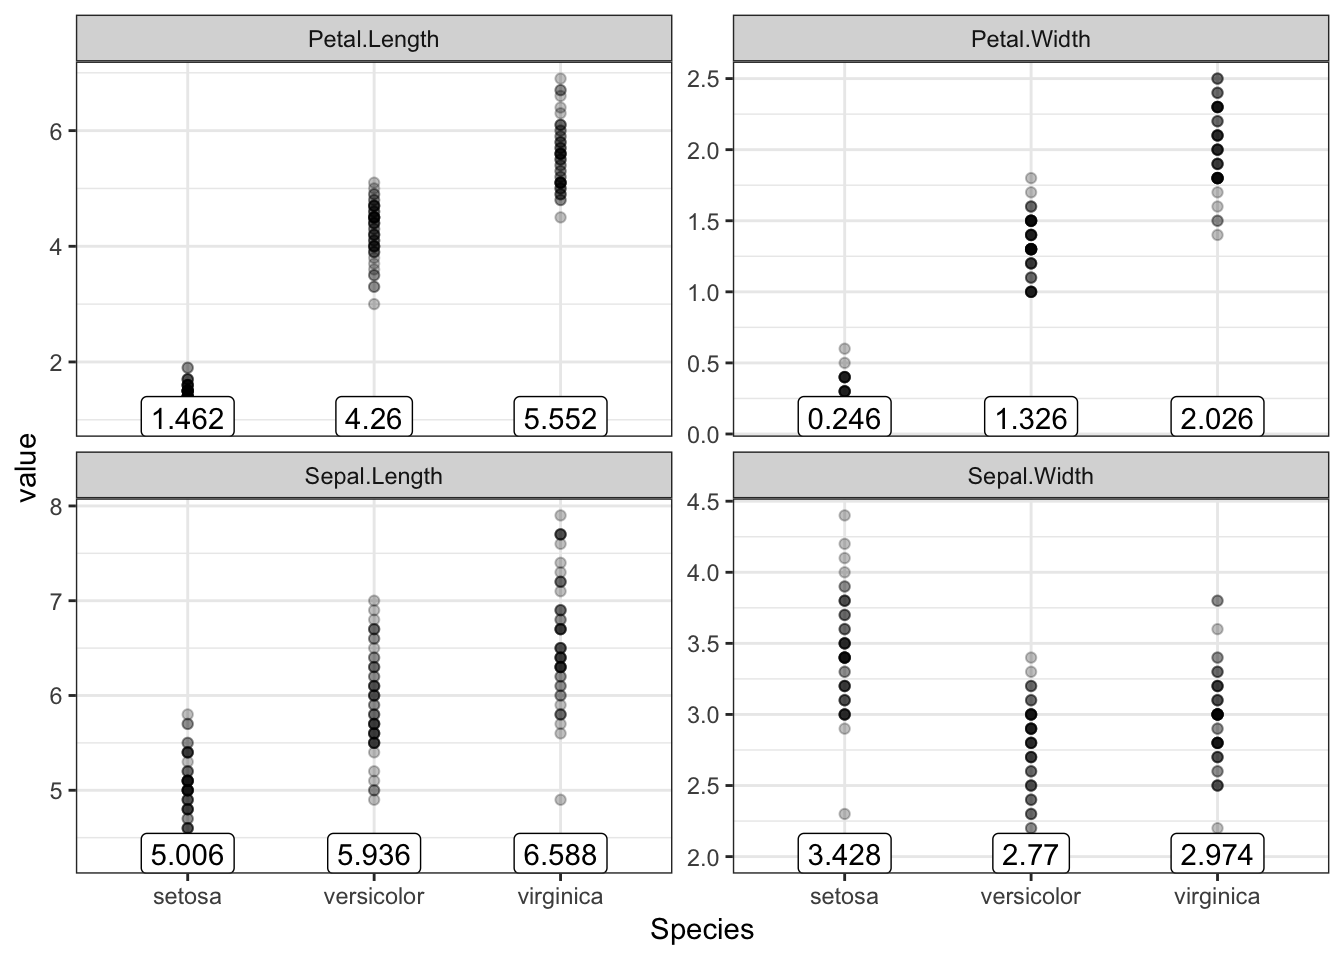 Petal.Length
Petal.Width
6
4
2
1.462
4.26
5.552
2.5
2.0
1.5
1.0
0.5
0.0
0.246
1.326
2.026
value
Sepal.Length
Sepal.Width
8
7
6
5
5.006
5.936
6.588
4.5
4.0
3.5
3.0
2.5
2.0
3.428
2.77
2.974
setosa
versicolor
virginica
setosa
versicolor
virginica
Species